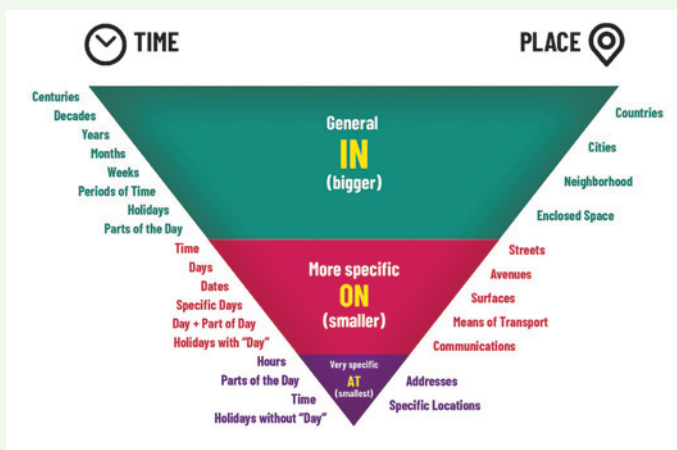 TIME
PLACE
Centuries
Decades
Years
Months
Weeks
Periods of Time
Holidays
Parts of the Day
General
IN
(bigger)
Countries
Cities
Neighborhood
Enclosed Space
Time
Days
Dates
Specific Days
Day + Part of Day
Holidays with "Day"
More specific
ON
(smaller)
Streets
Avenues
Surfaces
Means of Transport
Communications
Hours
Parts of the Day
Time
Holidays without "Day"
Very specific
AT
(smallest)
Addresses
Specific Locations